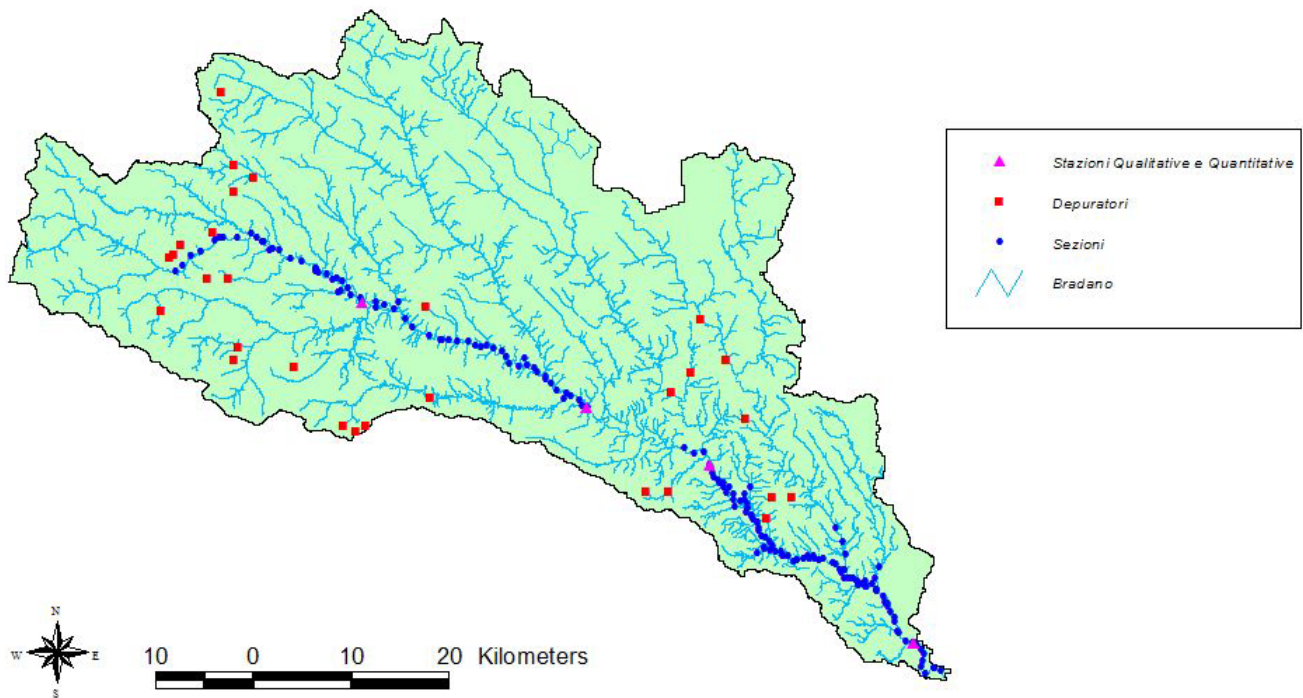 Stazioni Qualitative e Quantitative
Depuratori
Sezioni
Bradano
N
W E
S
10 0 10 20 Kilometers